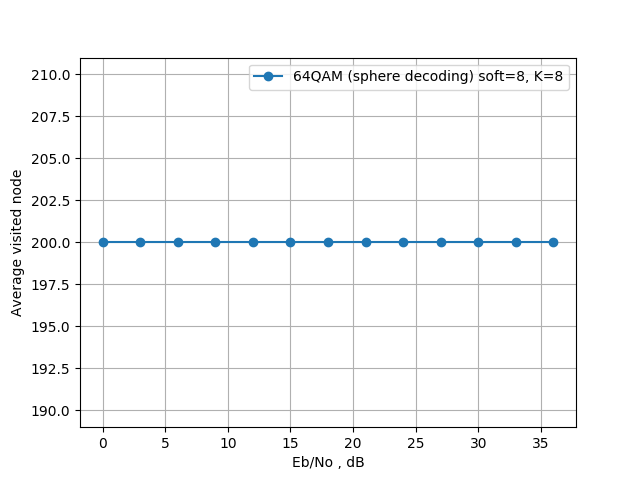 210.0
207.5
205.0
202.5
200.0
197.5
195.0
192.5
190.0
Average visited node
64QAM (sphere decoding) soft=8, K=8
0 5 10 15 20 25 30 35
Eb/No , dB